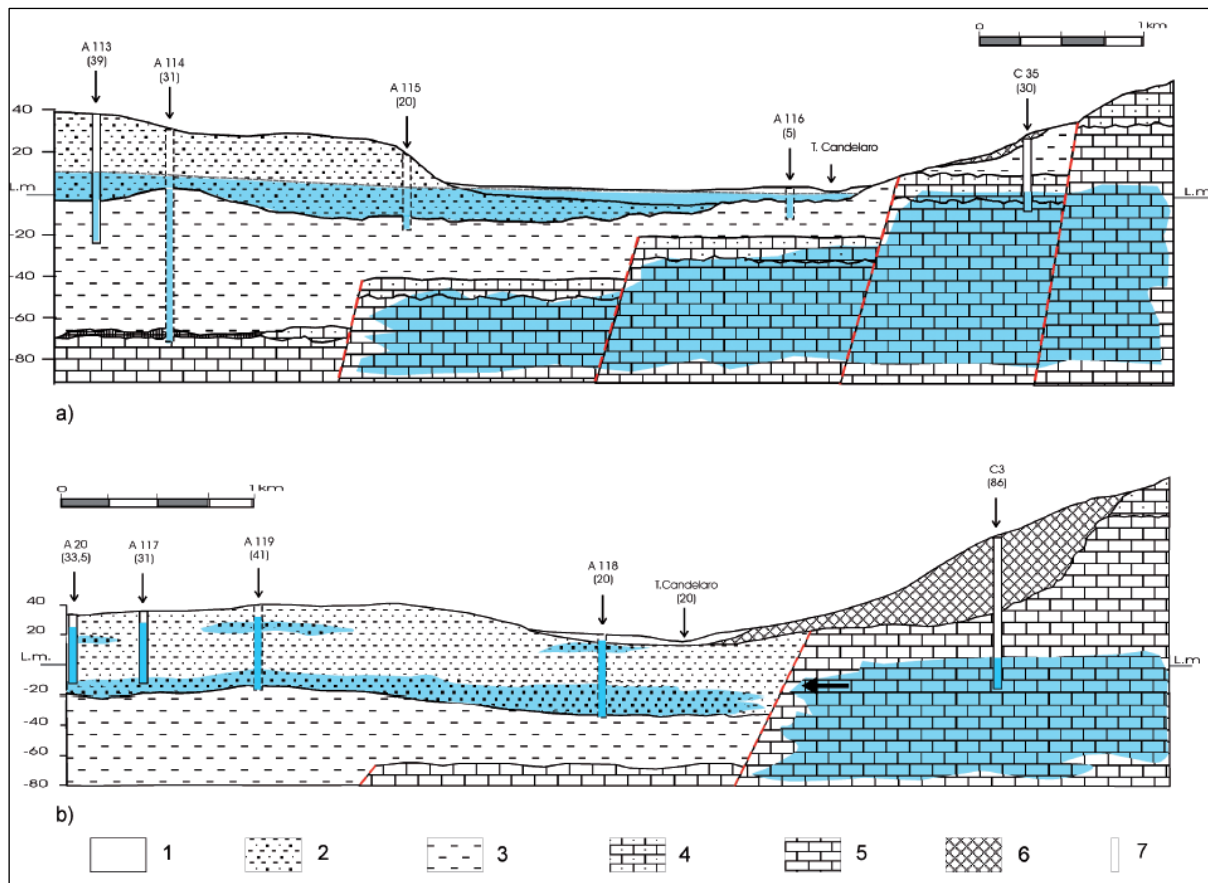 0 1 km
A 113
(39)
A 114
(31)
A 115
(20)
A 116
(5)
T. Candelaro
C 35
(30)
40
20
L.m
-20
-40
-60
-80
L.m
a)
0 1 km
A 20
(33,5)
A 117
(31)
A 119
(41)
A 118
(20)
T.Candelaro
(20)
C3
(86)
40
20
L.m.
-20
-40
-60
-80
L.m
b)
1 2 3 4 5 6 7